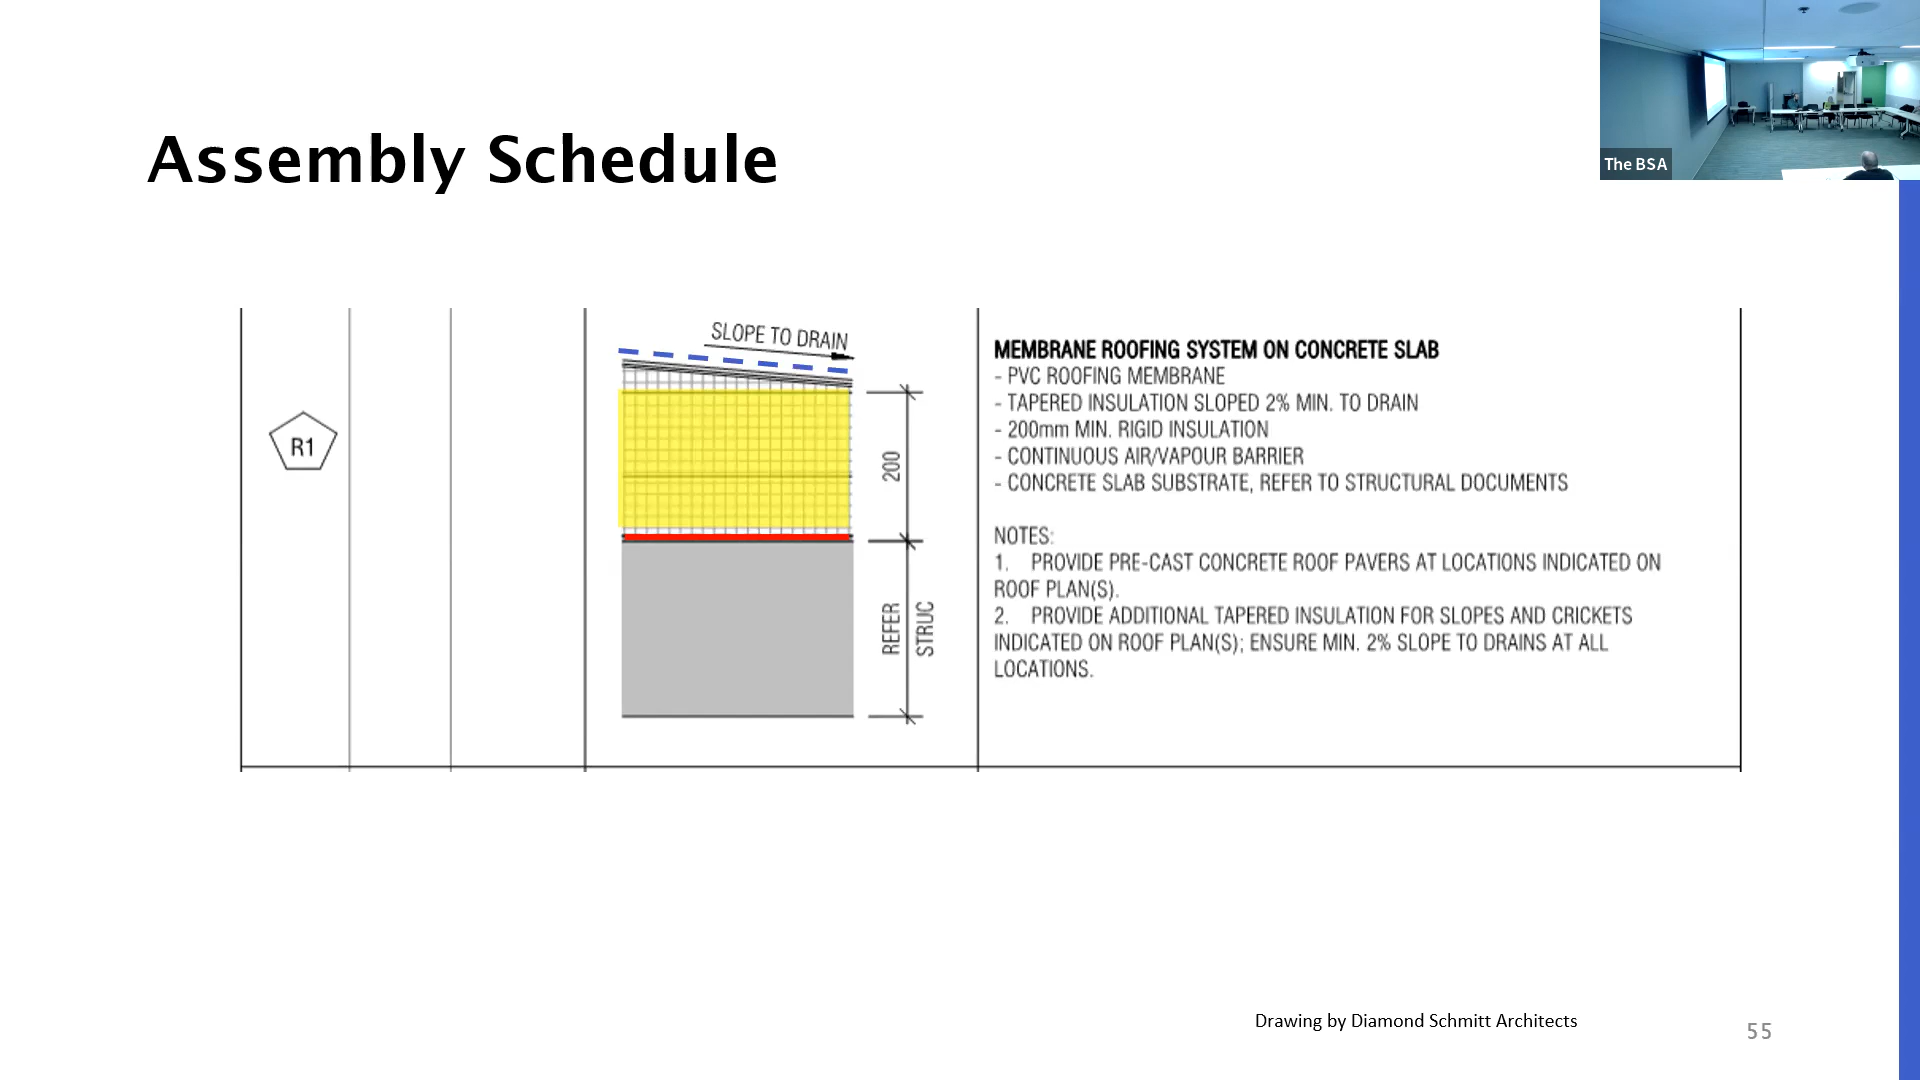 The BSA
Assembly Schedule
R1
SLOPE TO DRAIN
200
REFER
STRUC
MEMBRANE ROOFING SYSTEM ON CONCRETE SLAB
- PVC ROOFING MEMBRANE
- TAPERED INSULATION SLOPED 2% MIN. TO DRAIN
- 200mm MIN. RIGID INSULATION
- CONTINUOUS AIR/VAPOUR BARRIER
- CONCRETE SLAB SUBSTRATE, REFER TO STRUCTURAL DOCUMENTS
NOTES:
1. PROVIDE PRE-CAST CONCRETE ROOF PAVERS AT LOCATIONS INDICATED ON
ROOF PLAN(S).
2. PROVIDE ADDITIONAL TAPERED INSULATION FOR SLOPES AND CRICKETS
INDICATED ON ROOF PLAN(S); ENSURE MIN. 2% SLOPE TO DRAINS AT ALL
LOCATIONS.
Drawing by Diamond Schmitt Architects
55